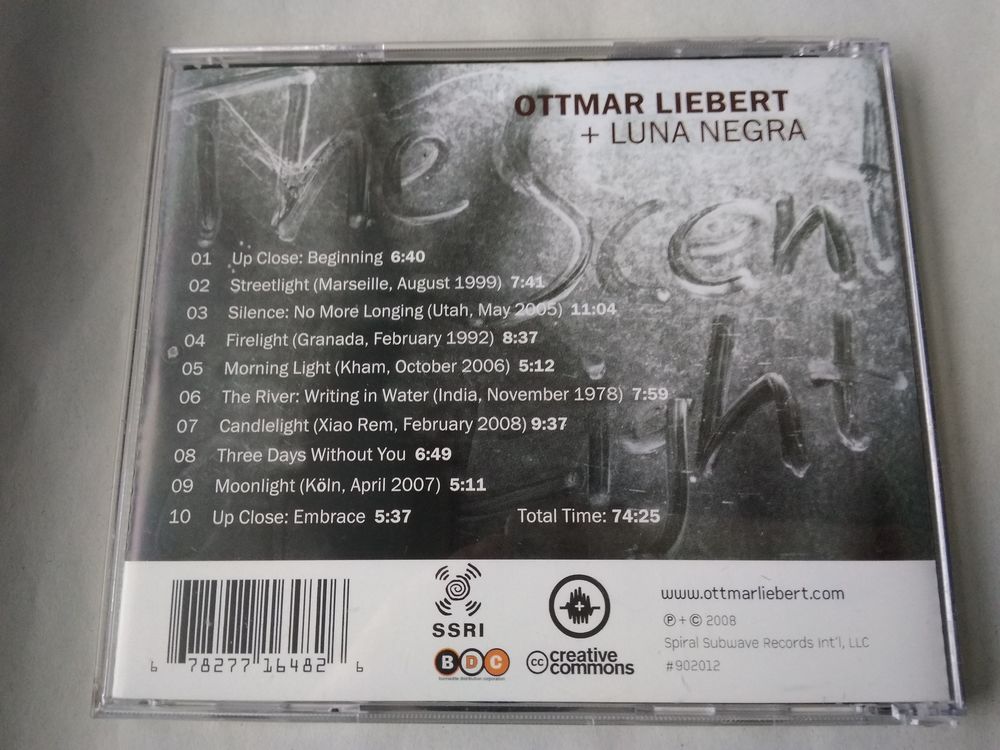 OTTMAR LIEBERT
+ LUNA NEGRA
The Scent
Light
01 Up Close: Beginning 6:40
02 Streetlight (Marseille, August 1999) 7:41
03 Silence: No More Longing (Utah, May 2005) 11:04
04 Firelight (Granada, February 1992) 8:37
05 Morning Light (Kham, October 2006) 5:12
06 The River: Writing in Water (India, November 1978) 7:59
07 Candlelight (Xiao Rem, February 2008) 9:37
08 Three Days Without You 6:49
09 Moonlight (Köln, April 2007) 5:11
10 Up Close: Embrace 5:37 Total Time: 74:25
6 78277 16482 6
SSRI
BDC
cc creative commons
www.ottmarliebert.com
℗ + © 2008
Spiral Subwave Records Int'l, LLC
#902012